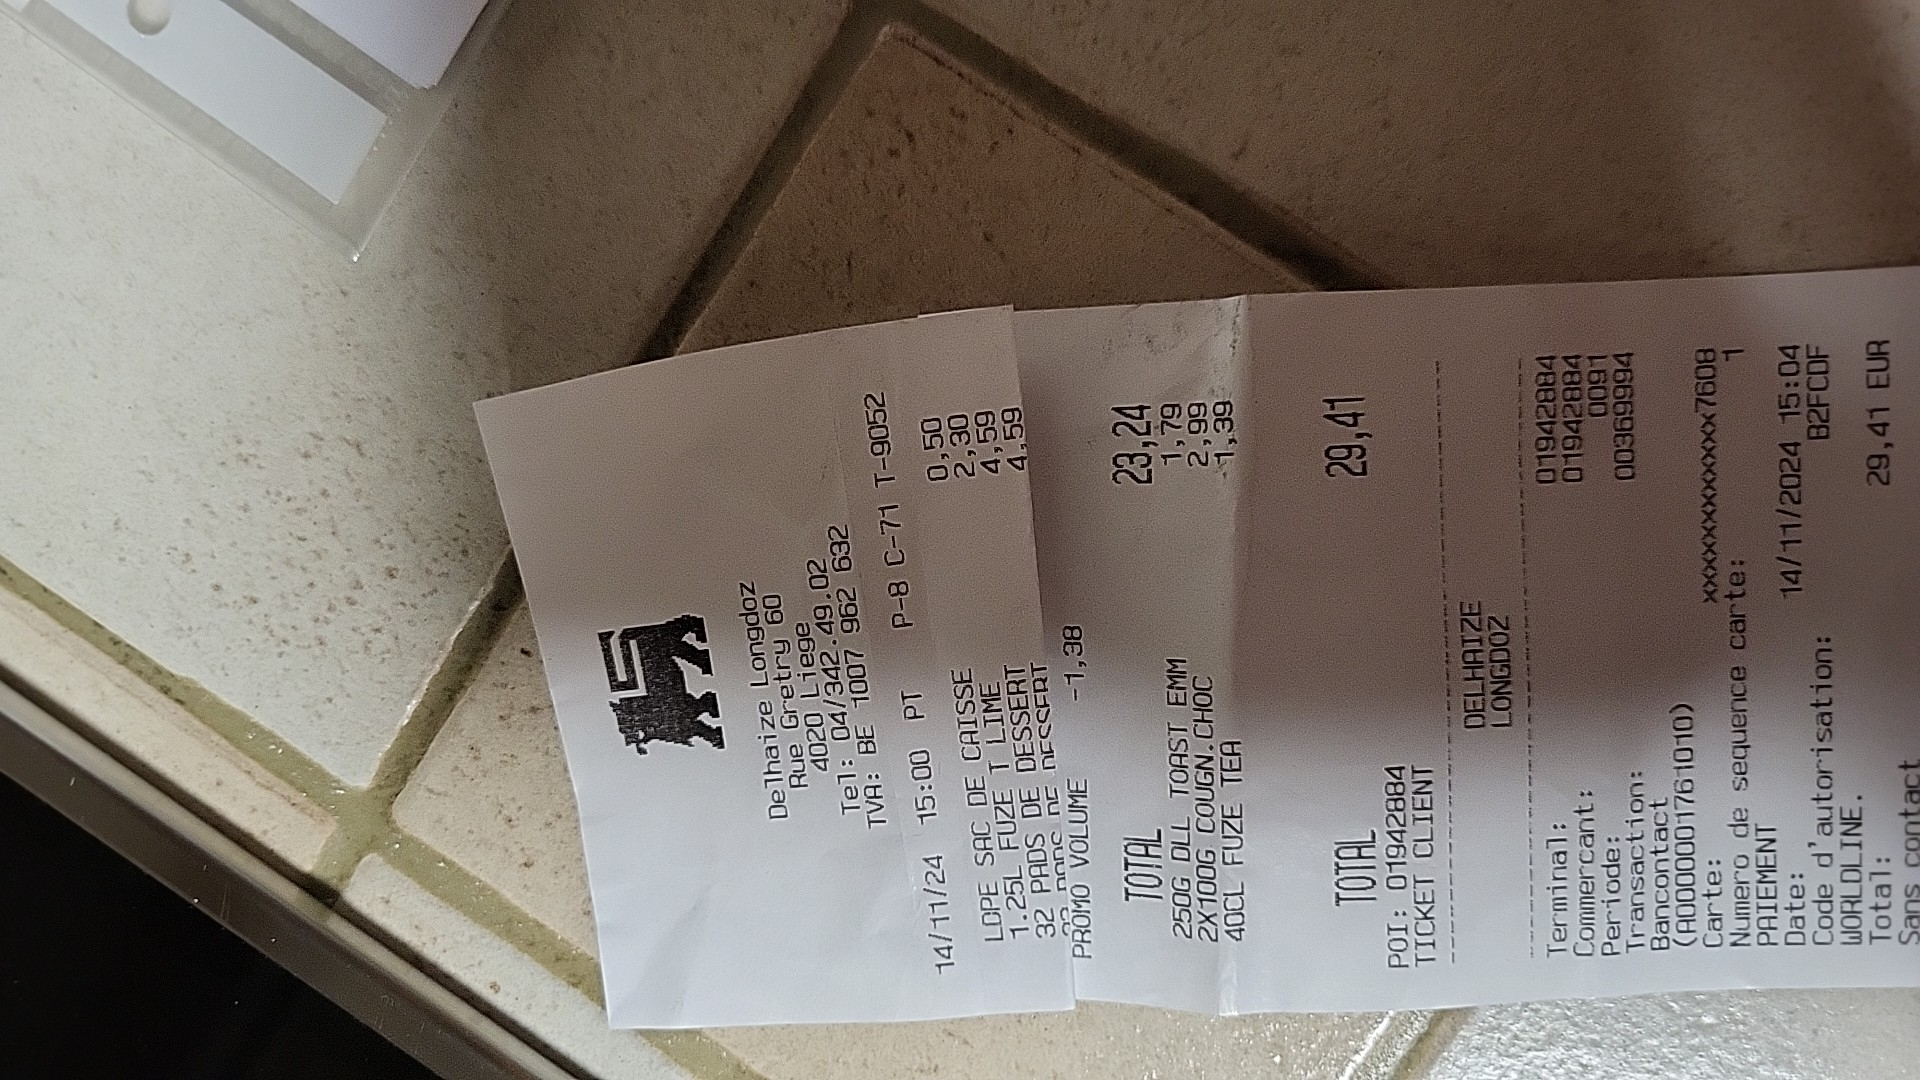 Delhaize Longdoz
Rue Gretry 60
4020 Liege
Tel: 04/342.49.02
TVA: BE 1007 962 632
14/11/24 15:00 PT P-8 C-71 T-9052
LDPE SAC DE CAISSE 0,50
1.25L FUZE T LIME 2,30
32 PADS DE DESSERT 4,59
32 PADS DE DESSERT 4,59
PROMO VOLUME -1,38
TOTAL 23,24
250G DLL TOAST EMM 1,79
2X100G COUGN.CHOC 2,99
40CL FUZE TEA 1,39
TOTAL 29,41
POI: 01942884
TICKET CLIENT
DELHAIZE
LONGDOZ
Terminal: 01942884
Commercant: 01942884
Periode: 0091
Transaction: 00369994
Bancontact
(A0000001761010)
Carte: xxxxxxxxxxxxx7608
Numero de sequence carte: 1
PAIEMENT
Date: 14/11/2024 15:04
Code d'autorisation: B2FCDF
WORLDLINE.
Total: 29,41 EUR
Sans contact